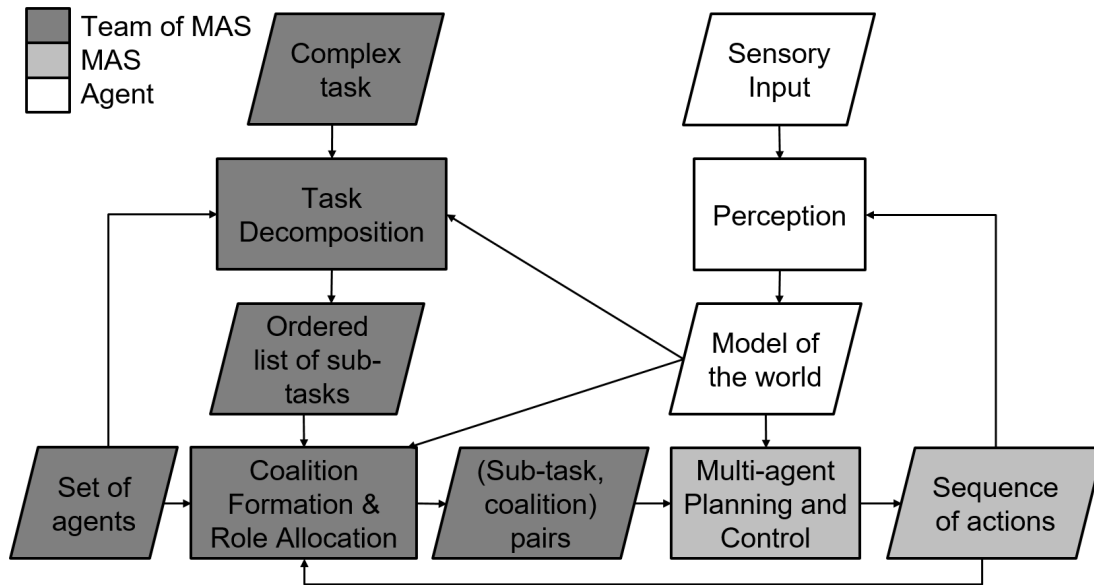 Team of MAS
MAS
Agent
Complex
task
Sensory
Input
Task
Decomposition
Perception
Ordered
list of sub-
tasks
Model of
the world
Set of
agents
Coalition
Formation &
Role Allocation
(Sub-task,
coalition)
pairs
Multi-agent
Planning and
Control
Sequence
of actions